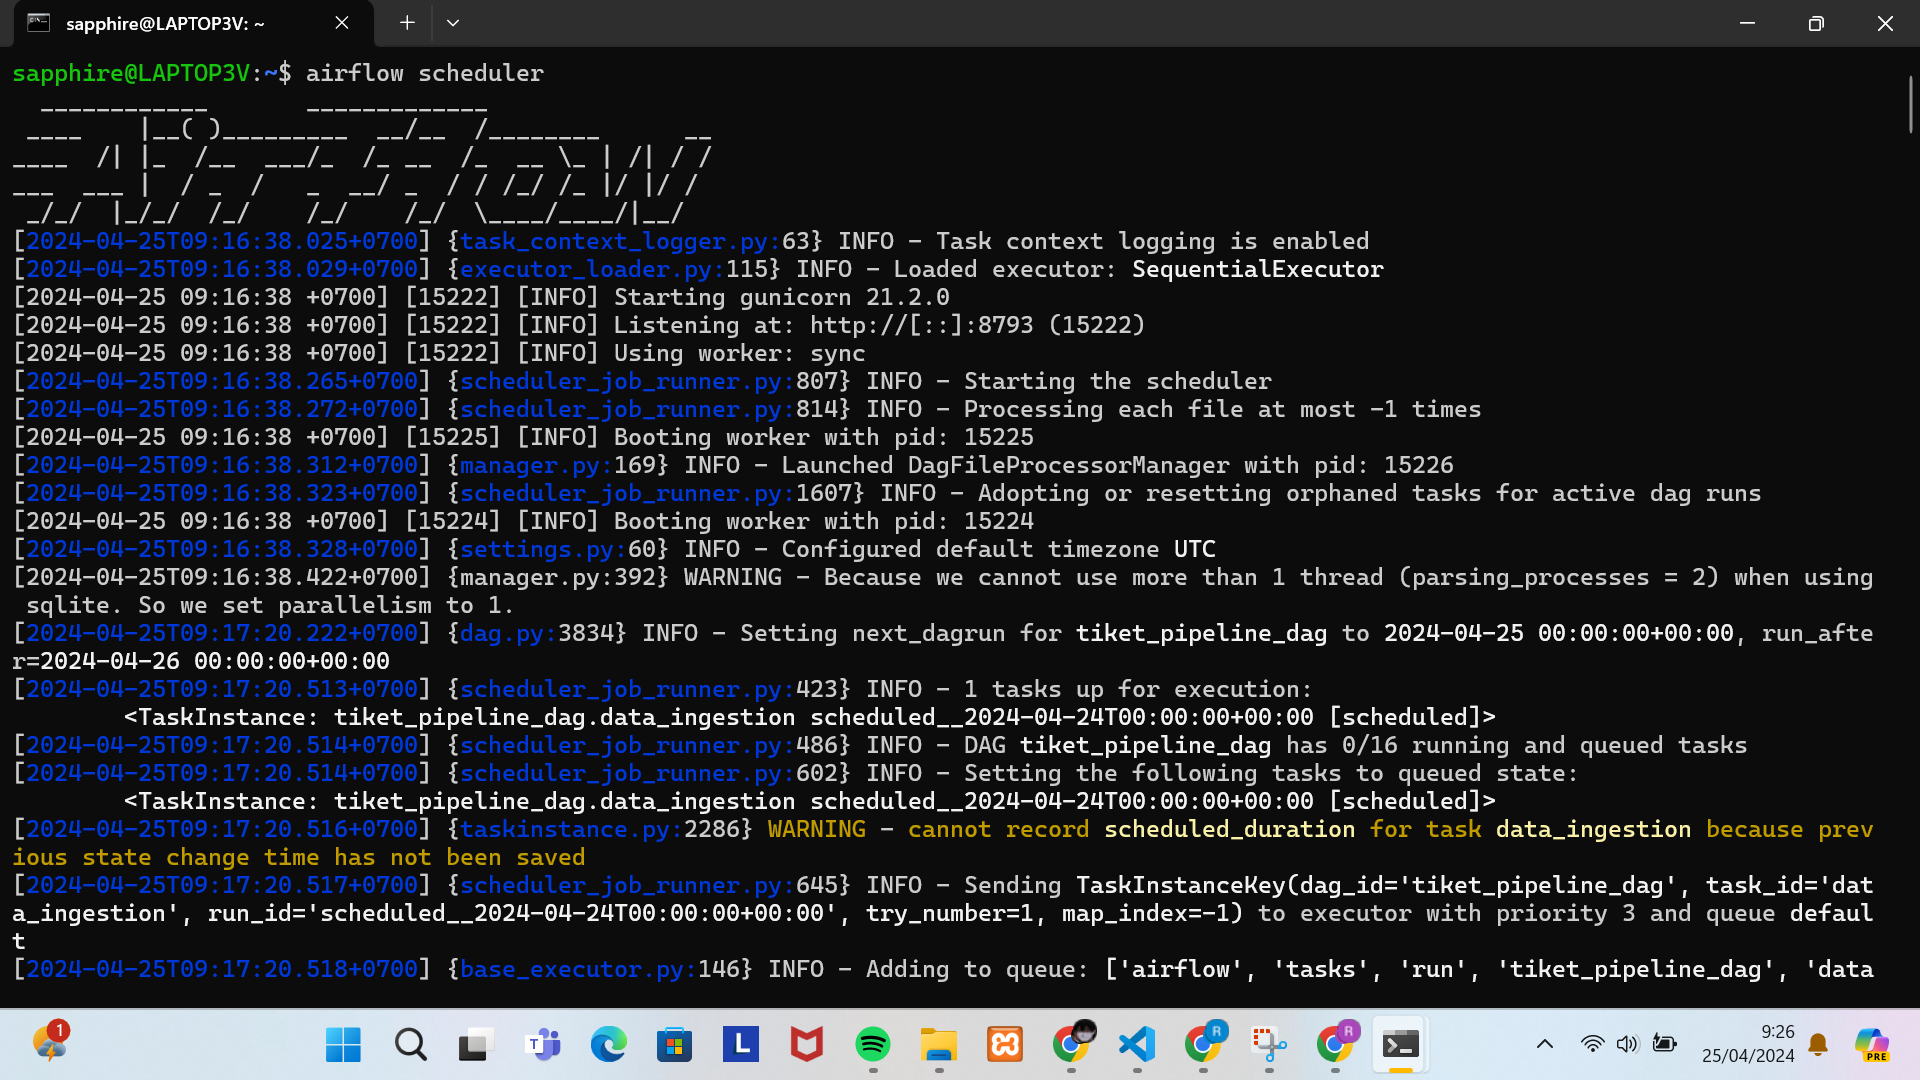 sapphire@LAPTOP3V: ~
sapphire@LAPTOP3V:~$ airflow scheduler
  ____________       _____________
 ____    |__( )_________  __/__  /________      __
____  /| |_  /__  ___/_  /_ __  /_  __ \_ | /| / /
___  ___ |  / _  /   _  __/ _  / / /_/ /_ |/ |/ /
 _/_/  |_/_/  /_/    /_/    /_/  \____/____/|__/
[2024-04-25T09:16:38.025+0700] {task_context_logger.py:63} INFO - Task context logging is enabled
[2024-04-25T09:16:38.029+0700] {executor_loader.py:115} INFO - Loaded executor: SequentialExecutor
[2024-04-25 09:16:38 +0700] [15222] [INFO] Starting gunicorn 21.2.0
[2024-04-25 09:16:38 +0700] [15222] [INFO] Listening at: http://[::]:8793 (15222)
[2024-04-25 09:16:38 +0700] [15222] [INFO] Using worker: sync
[2024-04-25T09:16:38.265+0700] {scheduler_job_runner.py:807} INFO - Starting the scheduler
[2024-04-25T09:16:38.272+0700] {scheduler_job_runner.py:814} INFO - Processing each file at most -1 times
[2024-04-25 09:16:38 +0700] [15225] [INFO] Booting worker with pid: 15225
[2024-04-25T09:16:38.312+0700] {manager.py:169} INFO - Launched DagFileProcessorManager with pid: 15226
[2024-04-25T09:16:38.323+0700] {scheduler_job_runner.py:1607} INFO - Adopting or resetting orphaned tasks for active dag runs
[2024-04-25 09:16:38 +0700] [15224] [INFO] Booting worker with pid: 15224
[2024-04-25T09:16:38.328+0700] {settings.py:60} INFO - Configured default timezone UTC
[2024-04-25T09:16:38.422+0700] {manager.py:392} WARNING - Because we cannot use more than 1 thread (parsing_processes = 2) when using
 sqlite. So we set parallelism to 1.
[2024-04-25T09:17:20.222+0700] {dag.py:3834} INFO - Setting next_dagrun for tiket_pipeline_dag to 2024-04-25 00:00:00+00:00, run_afte
r=2024-04-26 00:00:00+00:00
[2024-04-25T09:17:20.513+0700] {scheduler_job_runner.py:423} INFO - 1 tasks up for execution:
        <TaskInstance: tiket_pipeline_dag.data_ingestion scheduled__2024-04-24T00:00:00+00:00 [scheduled]>
[2024-04-25T09:17:20.514+0700] {scheduler_job_runner.py:486} INFO - DAG tiket_pipeline_dag has 0/16 running and queued tasks
[2024-04-25T09:17:20.514+0700] {scheduler_job_runner.py:602} INFO - Setting the following tasks to queued state:
        <TaskInstance: tiket_pipeline_dag.data_ingestion scheduled__2024-04-24T00:00:00+00:00 [scheduled]>
[2024-04-25T09:17:20.516+0700] {taskinstance.py:2286} WARNING - cannot record scheduled_duration for task data_ingestion because prev
ious state change time has not been saved
[2024-04-25T09:17:20.517+0700] {scheduler_job_runner.py:645} INFO - Sending TaskInstanceKey(dag_id='tiket_pipeline_dag', task_id='dat
a_ingestion', run_id='scheduled__2024-04-24T00:00:00+00:00', try_number=1, map_index=-1) to executor with priority 3 and queue defaul
t
[2024-04-25T09:17:20.518+0700] {base_executor.py:146} INFO - Adding to queue: ['airflow', 'tasks', 'run', 'tiket_pipeline_dag', 'data
1
T
L
R
R
9:26
25/04/2024
PRE